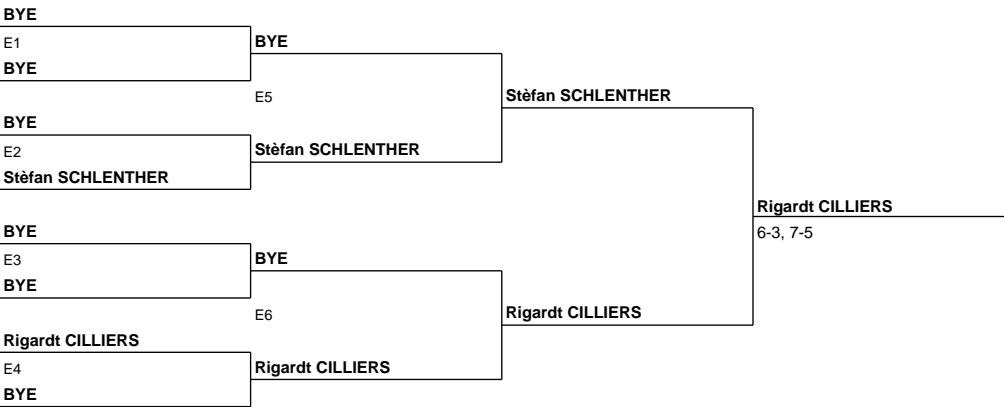 BYE
E1
BYE
BYE
E5
BYE
E2
Stèfan SCHLENTHER
Stèfan SCHLENTHER
Stèfan SCHLENTHER
BYE
E3
BYE
BYE
E6
Rigardt CILLIERS
E4
BYE
Rigardt CILLIERS
Rigardt CILLIERS
Rigardt CILLIERS
6-3, 7-5